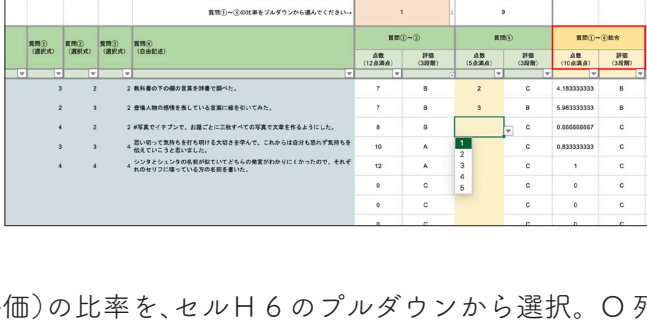 質問①～③の比率をプルダウンから選んでください→ 1 : 9
質問① 質問② 質問③ 質問④ 質問①～③ 質問④ 質問①～④総合
(選択式) (選択式) (選択式) (自由記述) 点数 評価 点数 評価 点数 評価
(12点満点) (3段階) (5点満点) (3段階) (10点満点) (3段階)
3 2 2 教科書の下の欄の言葉を辞書で調べた。 7 B 2 C 4.183333333 B
2 3 2 登場人物の感情を表している言葉に線を引いてみた。 7 B 3 B 5.983333333 B
4 2 2 #写真でイチブンで、お題ごとに三枚すべての写真で文章を作るようにした。 8 B C 0.666666667 C
3 3 4 思い切って気持ちを打ち明ける大切さを学んで、これからは自分も恐れず気持ちを伝えていこうと思いました。 10 A C 0.833333333 C
4 4 4 シンタとシュンタの名前が似ていてどちらの発言がわかりにくかったので、それぞれのセリフに喋っている方の名前を書いた。 12 A C 1 C
1
2
3
4
5
0 C C 0 C
0 C C 0 C
0 C C 0 C
価）の比率を、セルH6のプルダウンから選択。O列